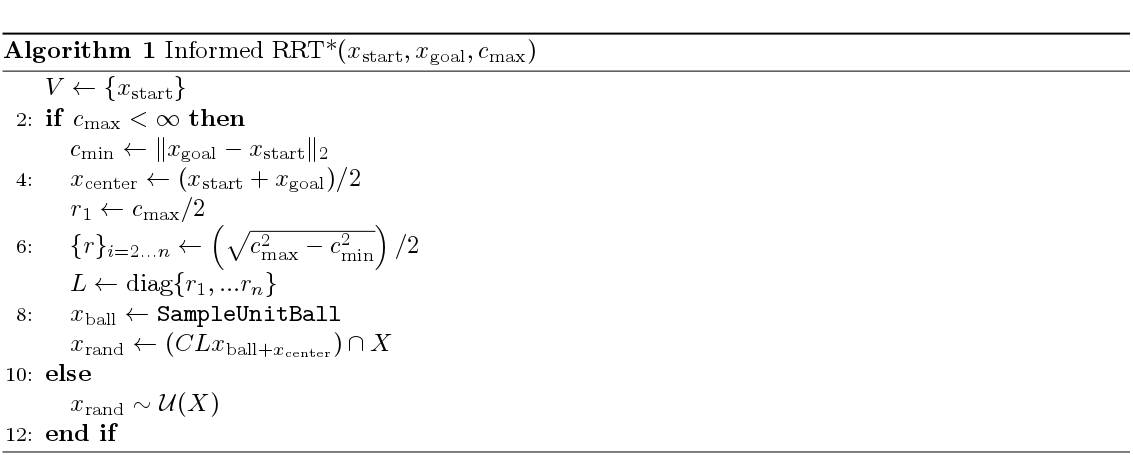 Algorithm 1 Informed RRT*(x_start, x_goal, c_max)
V ← {x_start}
2: if c_max < ∞ then
c_min ← ‖x_goal − x_start‖_2
4: x_center ← (x_start + x_goal)/2
r_1 ← c_max/2
6: {r}_{i=2...n} ← (√(c_max^2 − c_min^2)) /2
L ← diag{r_1, ...r_n}
8: x_ball ← SampleUnitBall
x_rand ← (CLx_{ball+x_center}) ∩ X
10: else
x_rand ∼ 𝒰(X)
12: end if